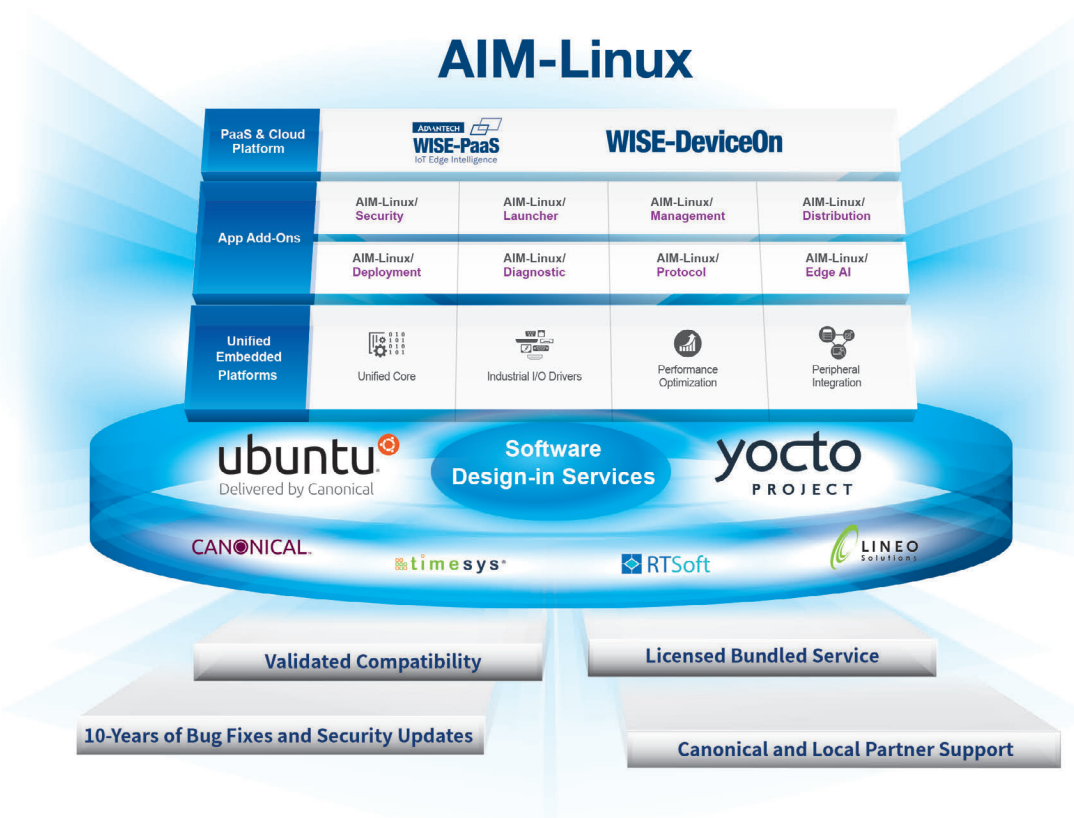 AIM-Linux
PaaS & Cloud
Platform
ADVANTECH
WISE-PaaS
IoT Edge Intelligence
WISE-DeviceOn
App Add-Ons
AIM-Linux/
Security
AIM-Linux/
Launcher
AIM-Linux/
Management
AIM-Linux/
Distribution
AIM-Linux/
Deployment
AIM-Linux/
Diagnostic
AIM-Linux/
Protocol
AIM-Linux/
Edge AI
Unified
Embedded
Platforms
010
101
010
101
Unified Core
Industrial I/O Drivers
Performance
Optimization
Peripheral
Integration
ubuntu
Delivered by Canonical
Software
Design-in Services
yocto
PROJECT
CANONICAL
timesys
RTSoft
LINEO
Solutions
Validated Compatibility
Licensed Bundled Service
10-Years of Bug Fixes and Security Updates
Canonical and Local Partner Support